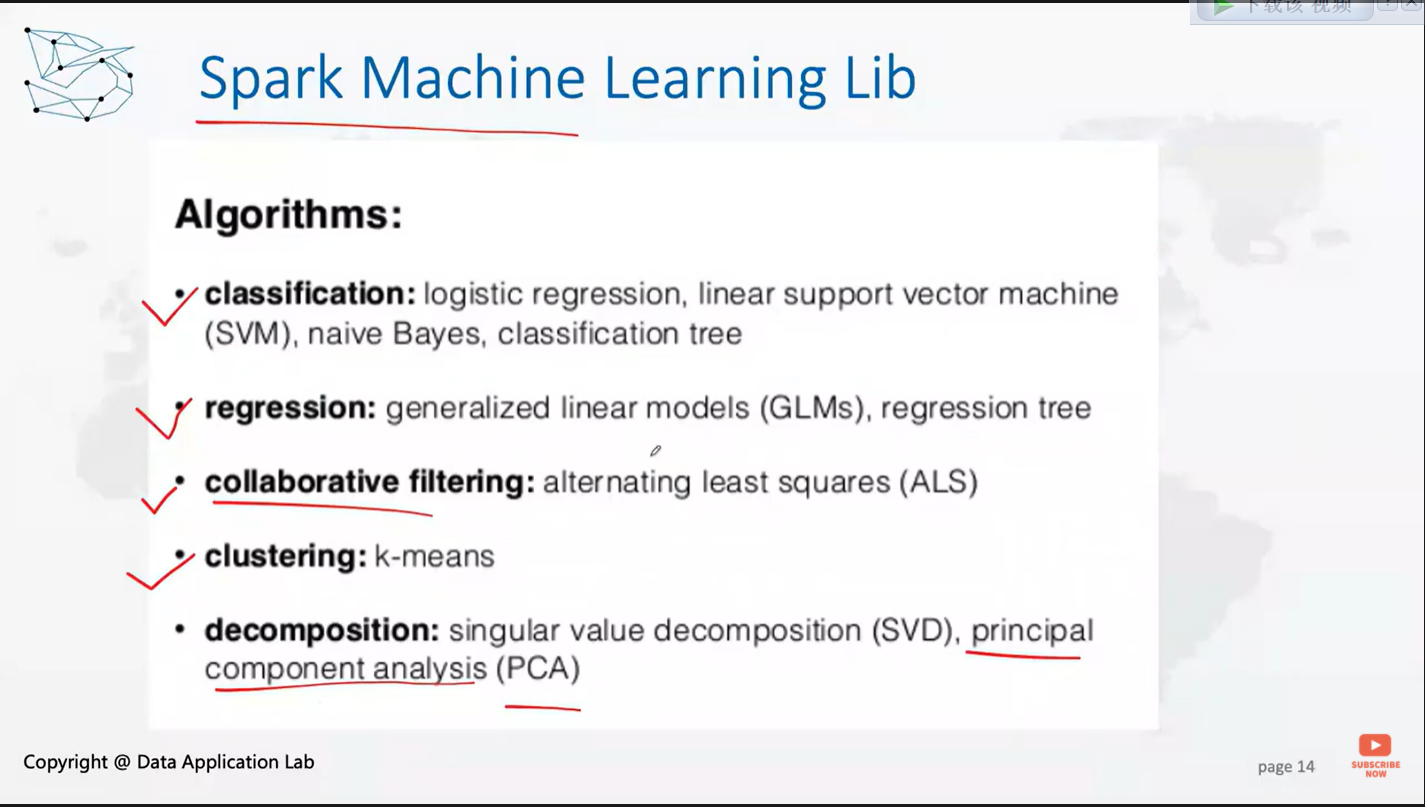 下载该 视频
Spark Machine Learning Lib
Algorithms:
• classification: logistic regression, linear support vector machine
(SVM), naive Bayes, classification tree
• regression: generalized linear models (GLMs), regression tree
• collaborative filtering: alternating least squares (ALS)
• clustering: k-means
• decomposition: singular value decomposition (SVD), principal
component analysis (PCA)
Copyright @ Data Application Lab
page 14
SUBSCRIBE
NOW